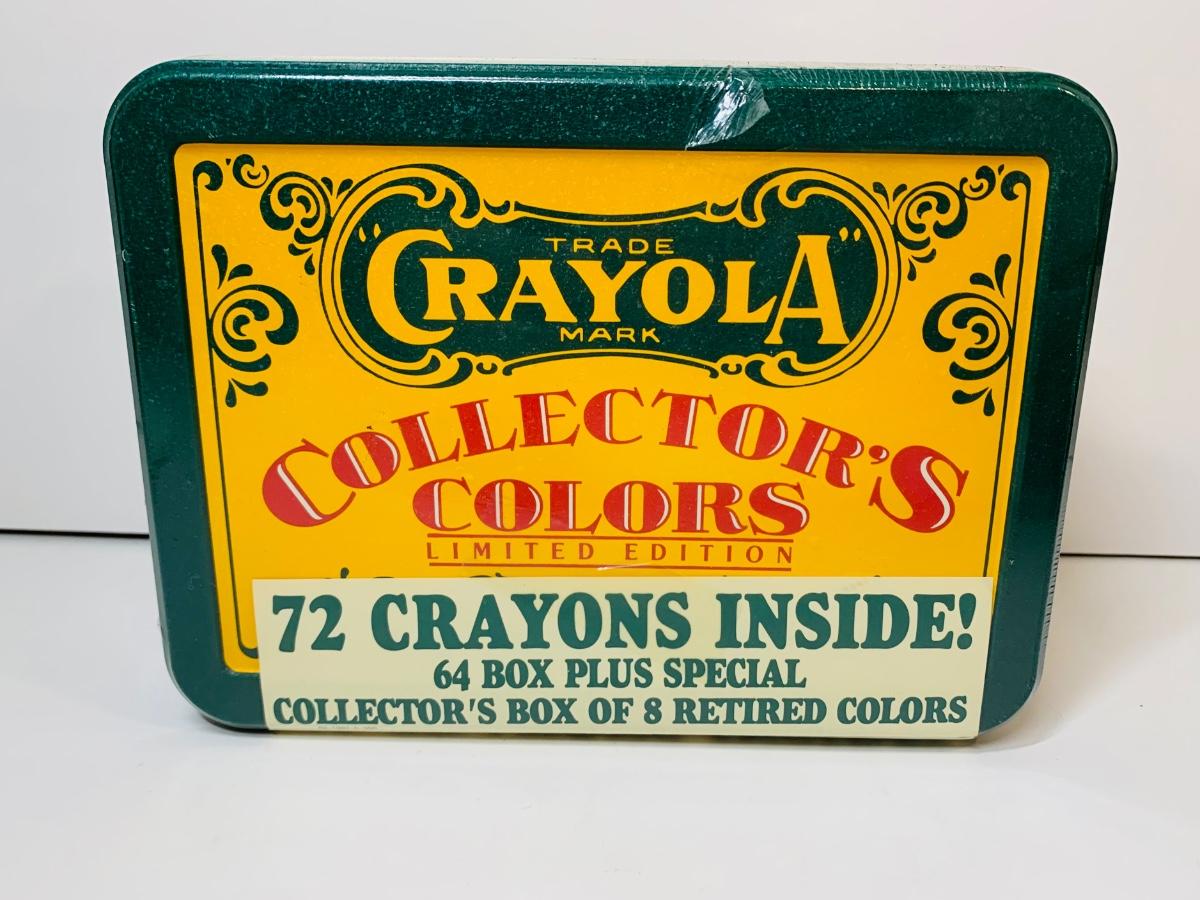 TRADE
"CRAYOLA"
MARK
COLLECTOR'S
COLORS
LIMITED EDITION
72 CRAYONS INSIDE!
64 BOX PLUS SPECIAL
COLLECTOR'S BOX OF 8 RETIRED COLORS